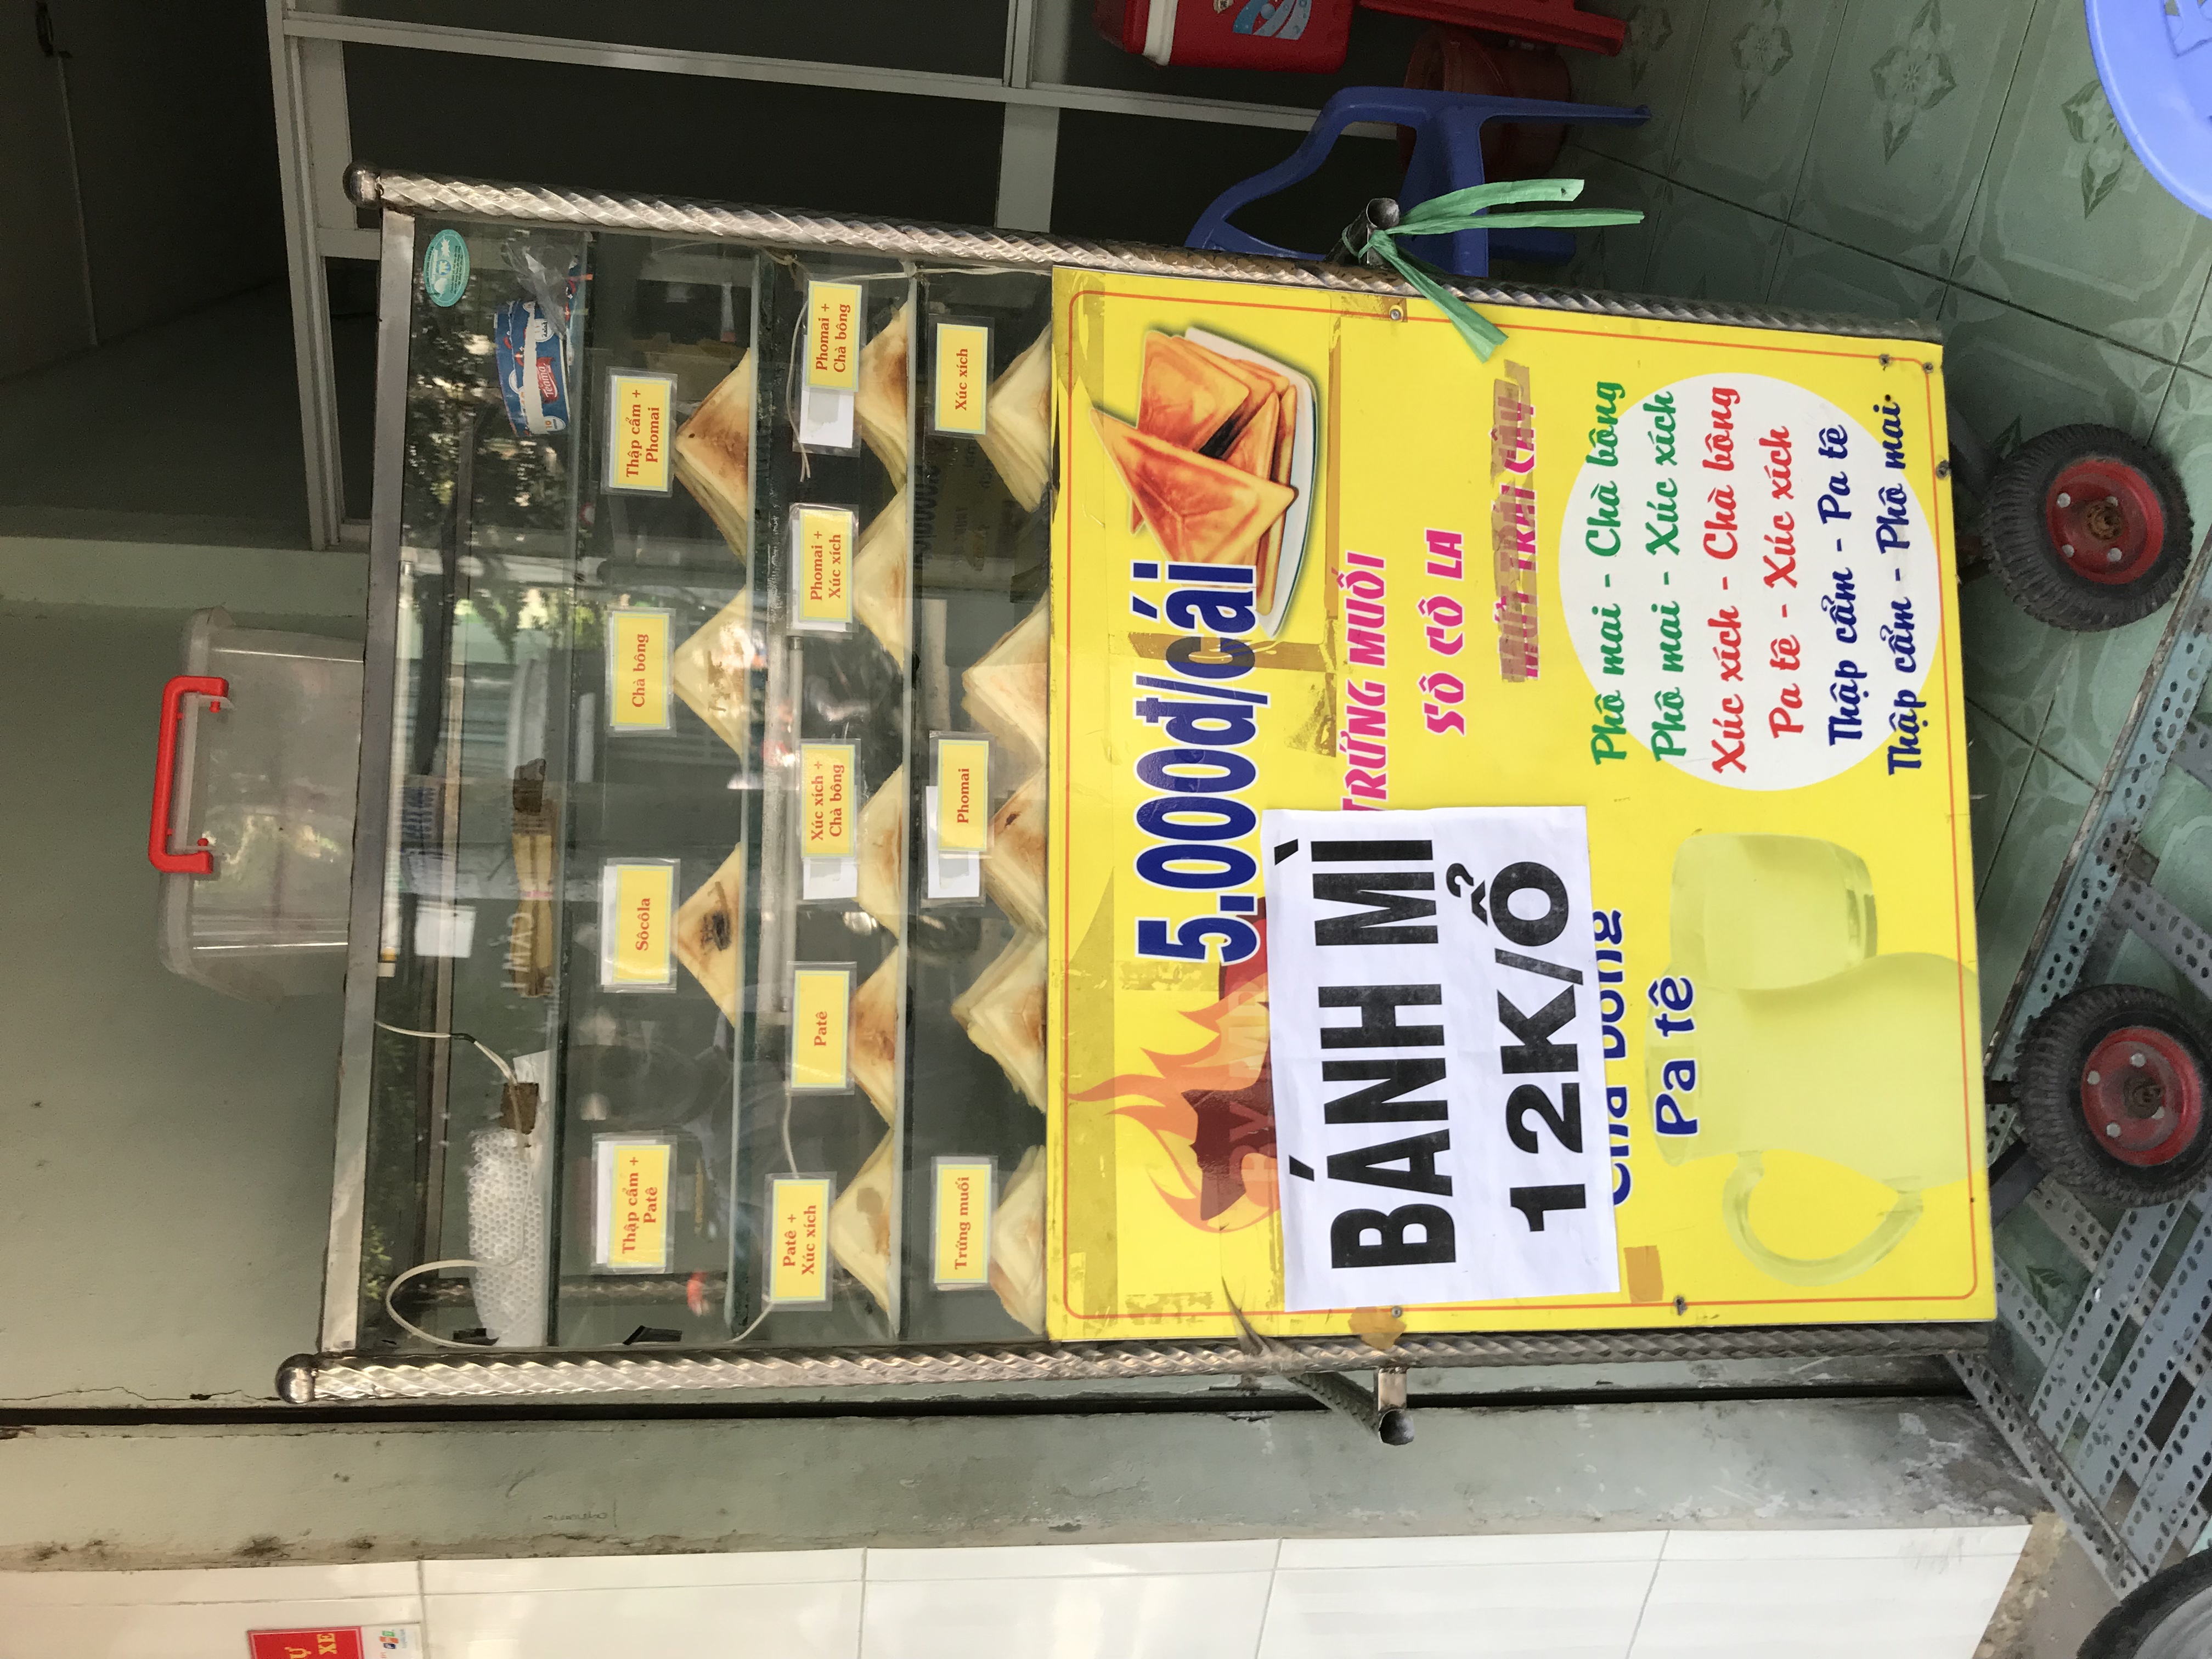 Thập cẩm +
Patê
Sôcôla
Chà bông
Thập cẩm +
Phomai
Patê +
Xúc xích
Patê
Xúc xích +
Chà bông
Phomai +
Xúc xích
Phomai +
Chà bông
Trứng muối
Phomai
Xúc xích
5.000đ/cái
BÁNH MÌ
12K/Ổ
TRỨNG MUỐI
SÔ CÔ LA
Pa tê
Phô mai - Chà bông
Phô mai - Xúc xích
Xúc xích - Chà bông
Pa tê - Xúc xích
Thập cẩm - Pa tê
Thập cẩm - Phô mai
XE